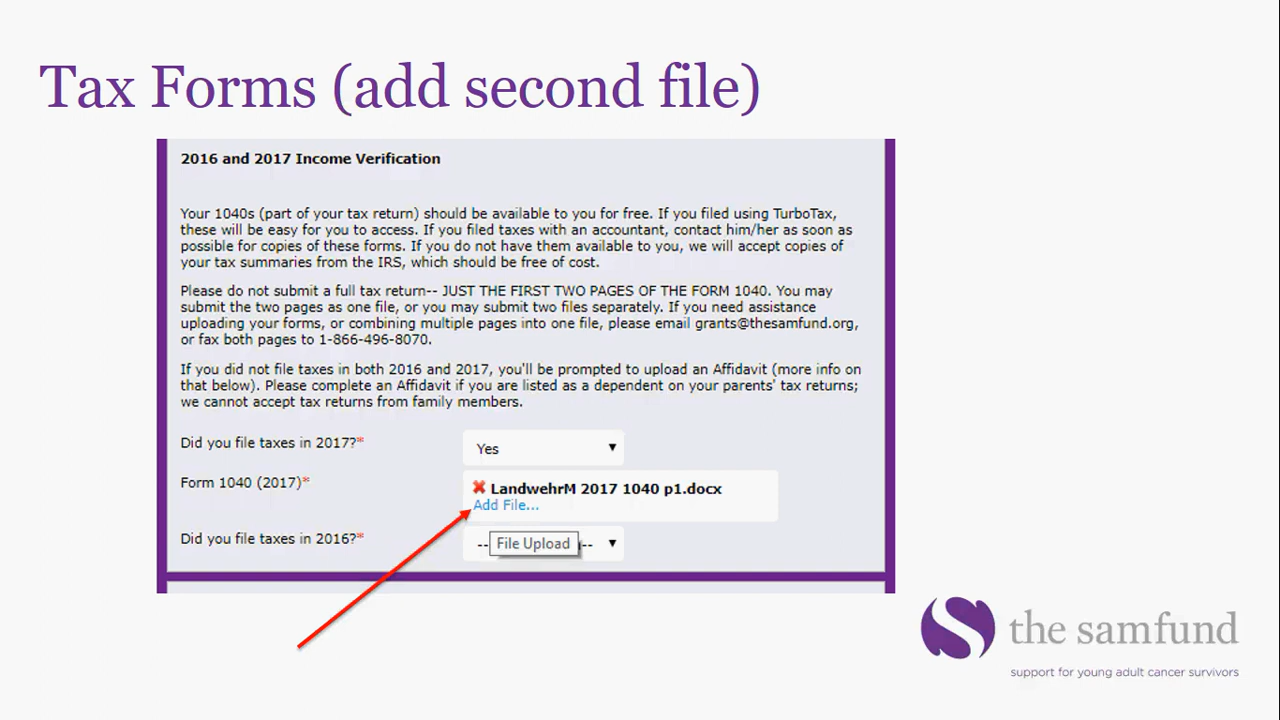 Tax Forms (add second file)
2016 and 2017 Income Verification
Your 1040s (part of your tax return) should be available to you for free. If you filed using TurboTax,
these will be easy for you to access. If you filed taxes with an accountant, contact him/her as soon as
possible for copies of these forms. If you do not have them available to you, we will accept copies of
your tax summaries from the IRS, which should be free of cost.
Please do not submit a full tax return-- JUST THE FIRST TWO PAGES OF THE FORM 1040. You may
submit the two pages as one file, or you may submit two files separately. If you need assistance
uploading your forms, or combining multiple pages into one file, please email grants@thesamfund.org,
or fax both pages to 1-866-496-8070.
If you did not file taxes in both 2016 and 2017, you'll be prompted to upload an Affidavit (more info on
that below). Please complete an Affidavit if you are listed as a dependent on your parents' tax returns;
we cannot accept tax returns from family members.
Did you file taxes in 2017?* Yes
Form 1040 (2017)* LandwehrM 2017 1040 p1.docx
Add File...
Did you file taxes in 2016?* -- File Upload --
the samfund
support for young adult cancer survivors